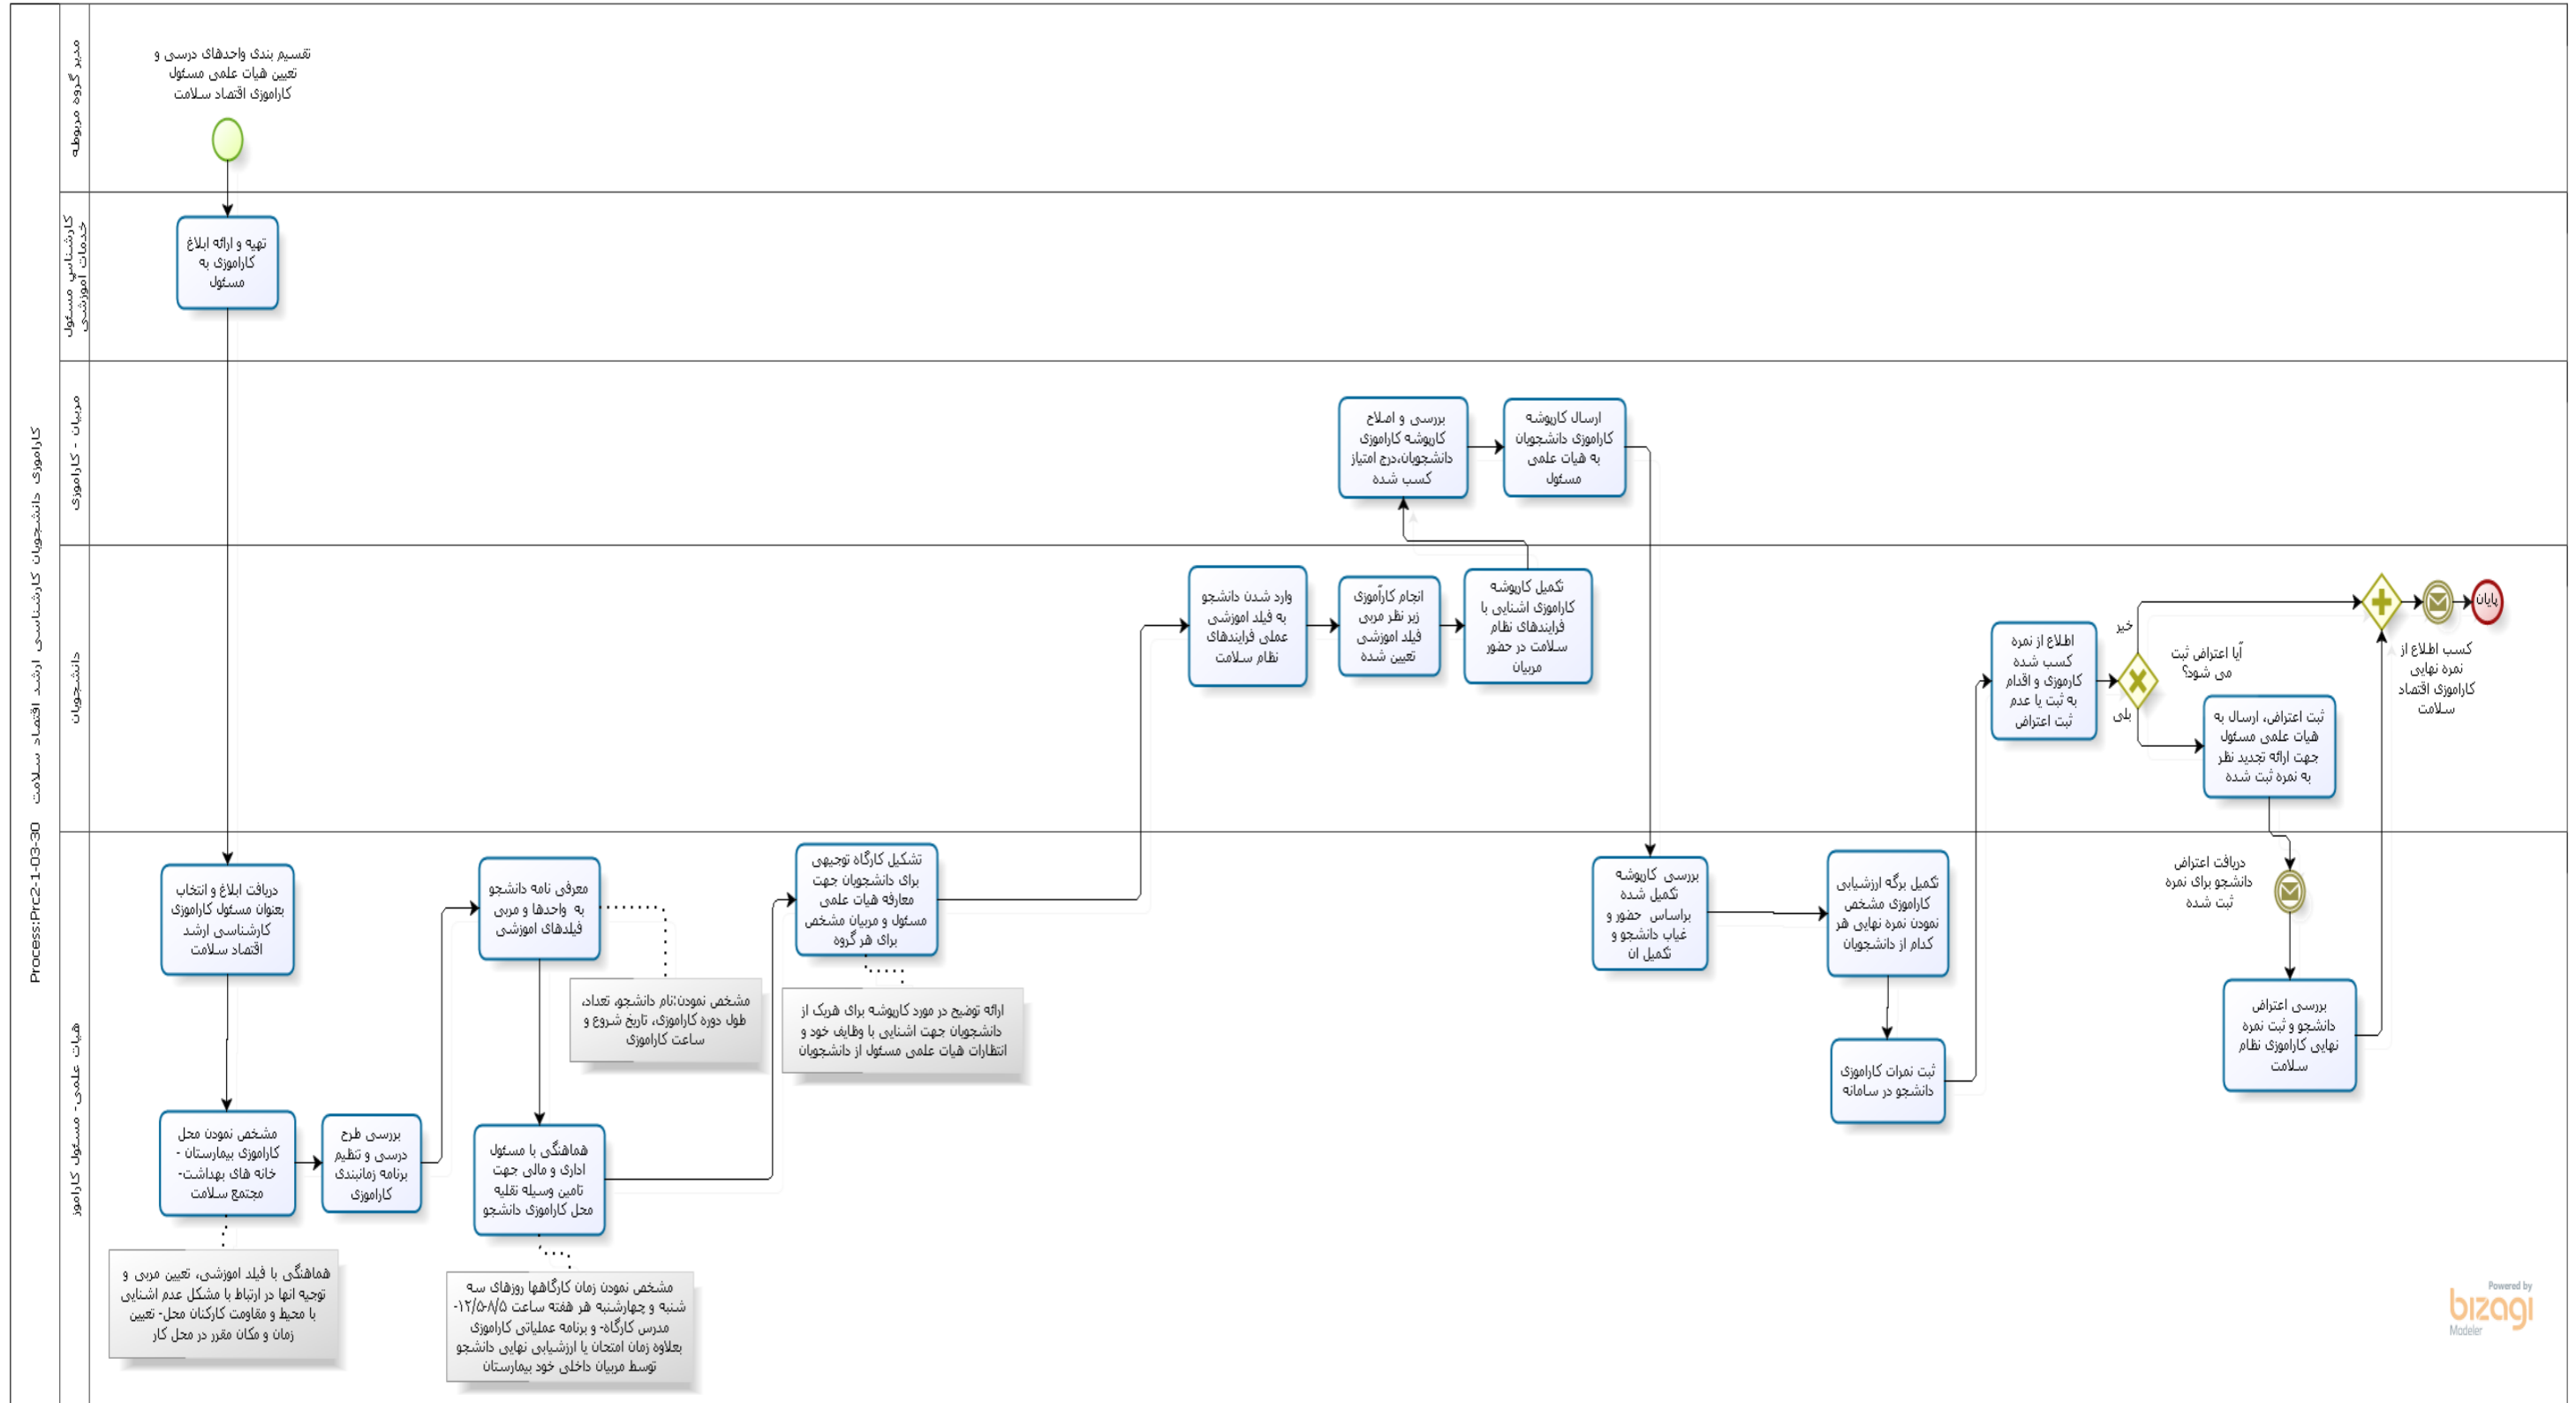 Process:Prc2-1-03-30 کاراموزی دانشجویان کارشناسی ارشد اقتصاد سلامت
مدیر گروه مربوطه
تقسیم بندی واحدهای درسی و
تعیین هیات علمی مسئول
کاراموزی اقتصاد سلامت
کارشناس مسئول
خدمات اموزشی
تهیه و ارائه ابلاغ
کاراموزی به
مسئول
مربیان - کاراموزی
بررسی و اصلاح
کارپوشه کاراموزی
دانشجویان،درج امتیاز
کسب شده
ارسال کارپوشه
کاراموزی دانشجویان
به هیات علمی
مسئول
دانشجویان
وارد شدن دانشجو
به فیلد اموزشی
عملی فرایندهای
نظام سلامت
انجام کارآموزی
زیر نظر مربی
فیلد اموزشی
تعیین شده
تکمیل کارپوشه
کاراموزی اشنایی با
فرایندهای نظام
سلامت در حضور
مربیان
اطلاع از نمره
کسب شده
کارموزی و اقدام
به ثبت یا عدم
ثبت اعتراض
خیر
آیا اعتراض ثبت
می شود؟
بلی
ثبت اعتراض، ارسال به
هیات علمی مسئول
جهت ارائه تجدید نظر
به نمره ثبت شده
پایان
کسب اطلاع از
نمره نهایی
کاراموزی اقتصاد
سلامت
هیات علمی- مسئول کاراموز
دریافت ابلاغ و انتخاب
بعنوان مسئول کاراموزی
کارشناسی ارشد
اقتصاد سلامت
مشخص نمودن محل
کاراموزی بیمارستان -
خانه های بهداشت-
مجتمع سلامت
هماهنگی با فیلد اموزشی، تعیین مربی و
توجیه انها در ارتباط با مشکل عدم اشنایی
با محیط و مقاومت کارکنان محل- تعیین
زمان و مکان مقرر در محل کار
بررسی طرح
درسی و تنظیم
برنامه زمانبندی
کاراموزی
معرفی نامه دانشجو
به واحدها و مربی
فیلدهای اموزشی
مشخص نمودن:نام دانشجو، تعداد،
طول دوره کاراموزی، تاریخ شروع و
ساعت کاراموزی
هماهنگی با مسئول
اداری و مالی جهت
تامین وسیله نقلیه
محل کاراموزی دانشجو
مشخص نمودن زمان کارگاهها روزهای سه
شنبه و چهارشنبه هر هفته ساعت ۸/۵-۱۲/۵-
مدرس کارگاه- و برنامه عملیاتی کاراموزی
بعلاوه زمان امتحان یا ارزشیابی نهایی دانشجو
توسط مربیان داخلی خود بیمارستان
تشکیل کارگاه توجیهی
برای دانشجویان جهت
معارفه هیات علمی
مسئول و مربیان مشخص
برای هر گروه
ارائه توضیح در مورد کارپوشه برای هریک از
دانشجویان جهت اشنایی با وظایف خود و
انتظارات هیات علمی مسئول از دانشجویان
بررسی کارپوشه
تکمیل شده
براساس حضور و
غیاب دانشجو و
تکمیل ان
تکمیل برگه ارزشیابی
کاراموزی مشخص
نمودن نمره نهایی هر
کدام از دانشجویان
ثبت نمرات کاراموزی
دانشجو در سامانه
دریافت اعتراض
دانشجو برای نمره
ثبت شده
بررسی اعتراض
دانشجو و ثبت نمره
نهایی کاراموزی نظام
سلامت
Powered by
bizagi
Modeler